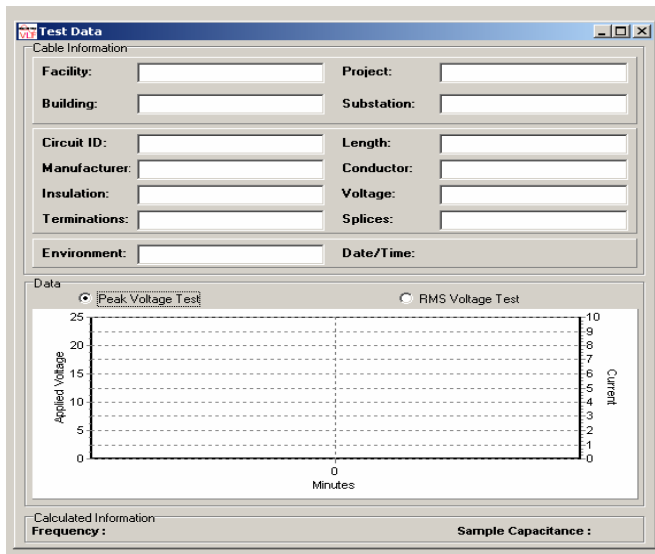 VLF Test Data
Cable Information
Facility: Project:
Building: Substation:
Circuit ID: Length:
Manufacturer: Conductor:
Insulation: Voltage:
Terminations: Splices:
Environment: Date/Time:
Data
Peak Voltage Test RMS Voltage Test
25 10
9
20 8
7
15 6
5
10 4
3
5 2
1
0 0
Applied Voltage
Current
0
Minutes
Calculated Information
Frequency : Sample Capacitance :